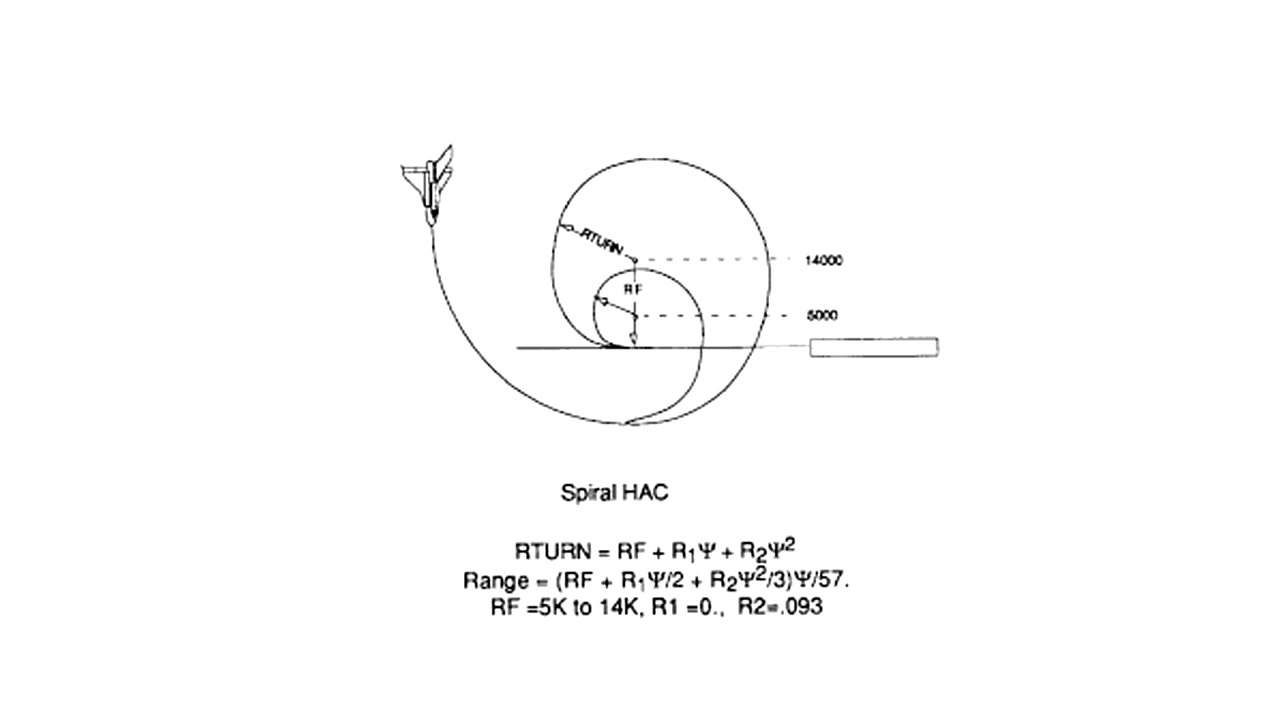 RTURN
14000
RF
5000
Spiral HAC
RTURN = RF + R₁Ψ + R₂Ψ²
Range = (RF + R₁Ψ/2 + R₂Ψ²/3)Ψ/57.
RF =5K to 14K, R1 =0., R2=.093